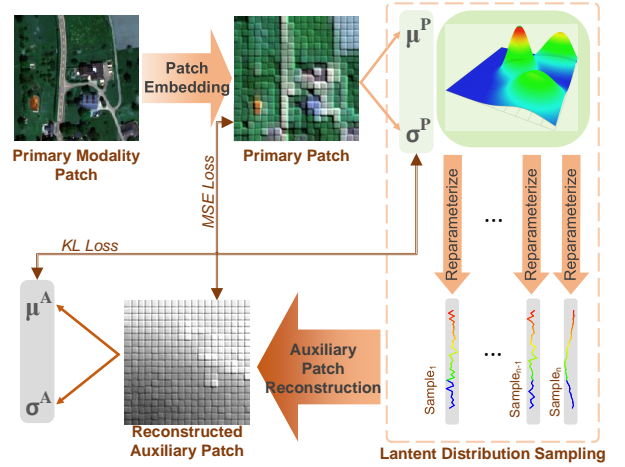 μᴾ
Patch
Embedding
σᴾ
Primary Modality
Patch
Primary Patch
MSE Loss
KL Loss
Reparameterize
...
Reparameterize
Reparameterize
μᴬ
σᴬ
Auxiliary
Patch
Reconstruction
Sample₁
...
Sampleₙ₋₁
Sampleₙ
Reconstructed
Auxiliary Patch
Lantent Distribution Sampling